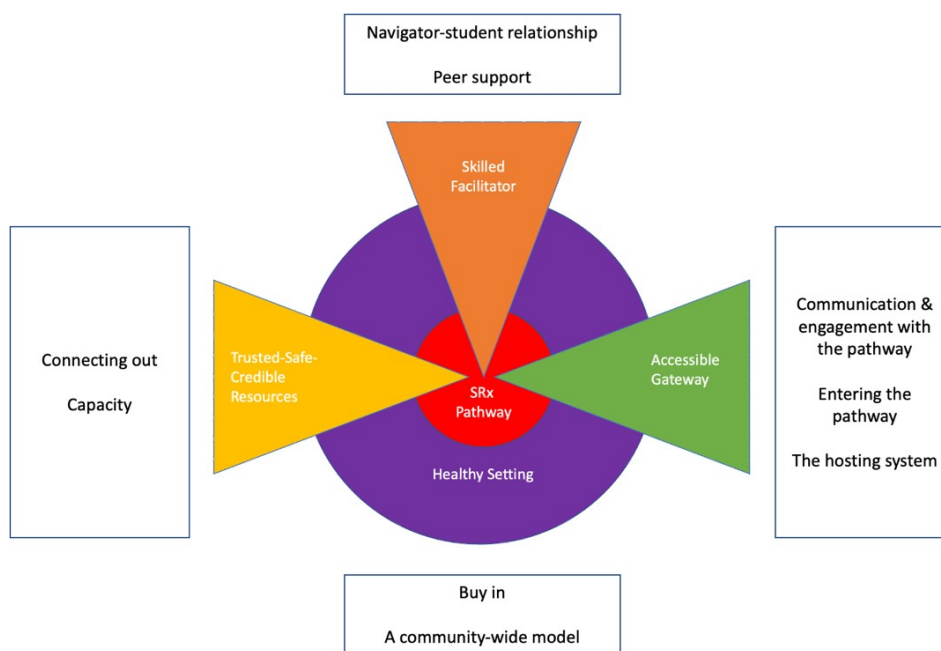 Navigator-student relationship
Peer support
Skilled
Facilitator
Connecting out
Capacity
Trusted-Safe-
Credible
Resources
SRx
Pathway
Accessible
Gateway
Communication &
engagement with
the pathway
Entering the
pathway
The hosting system
Healthy Setting
Buy in
A community-wide model